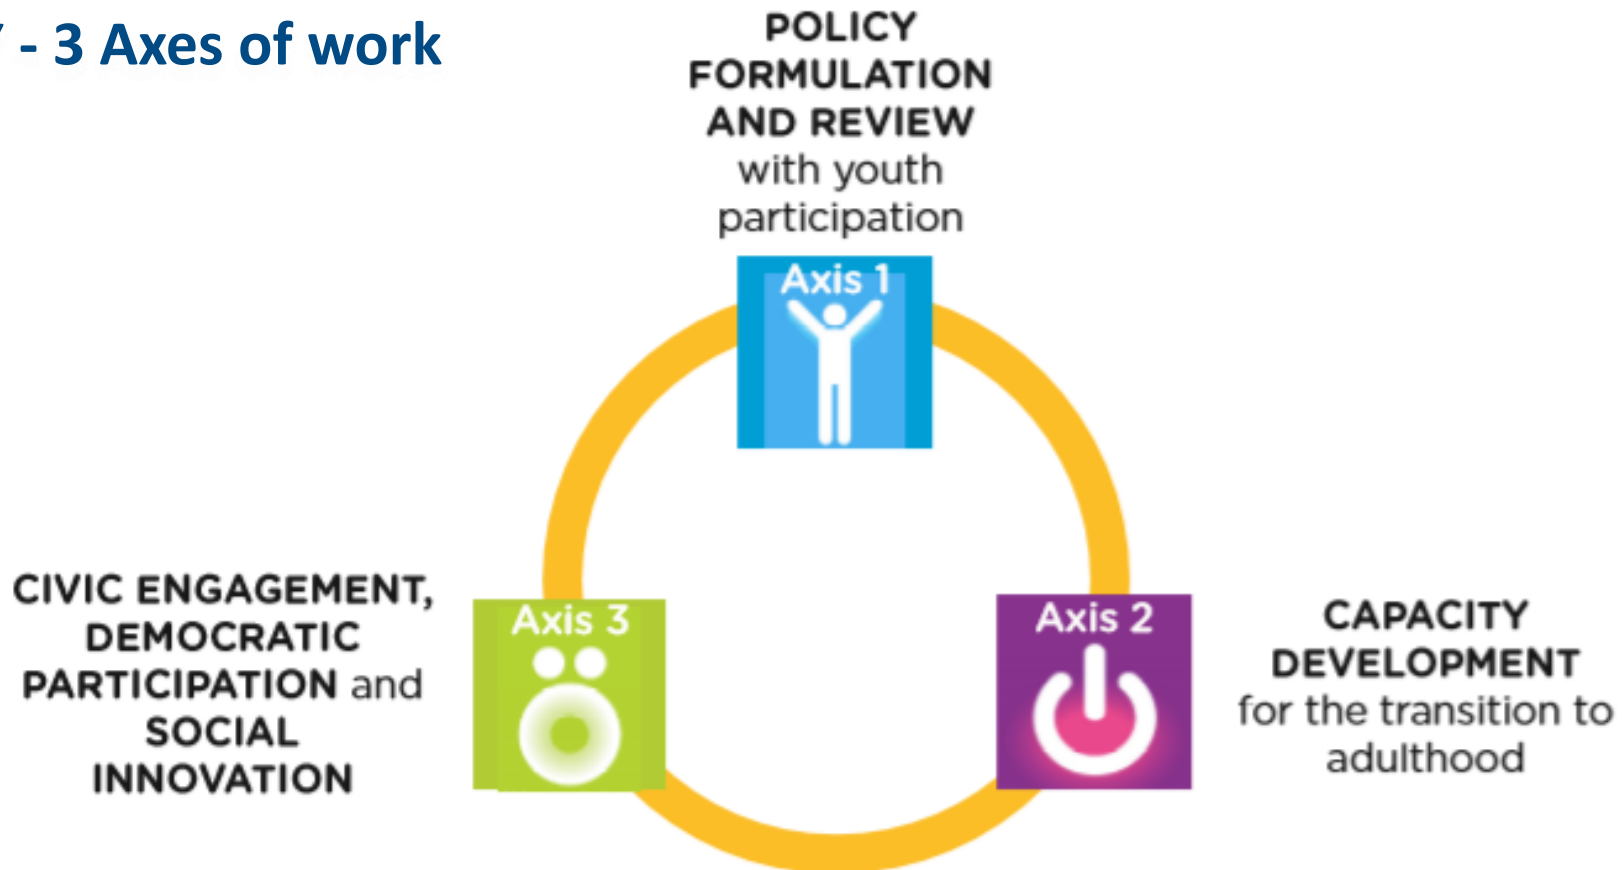 - 3 Axes of work
POLICY
FORMULATION
AND REVIEW
with youth
participation
Axis 1
CIVIC ENGAGEMENT,
DEMOCRATIC
PARTICIPATION and
SOCIAL
INNOVATION
Axis 3
Axis 2
CAPACITY
DEVELOPMENT
for the transition to
adulthood